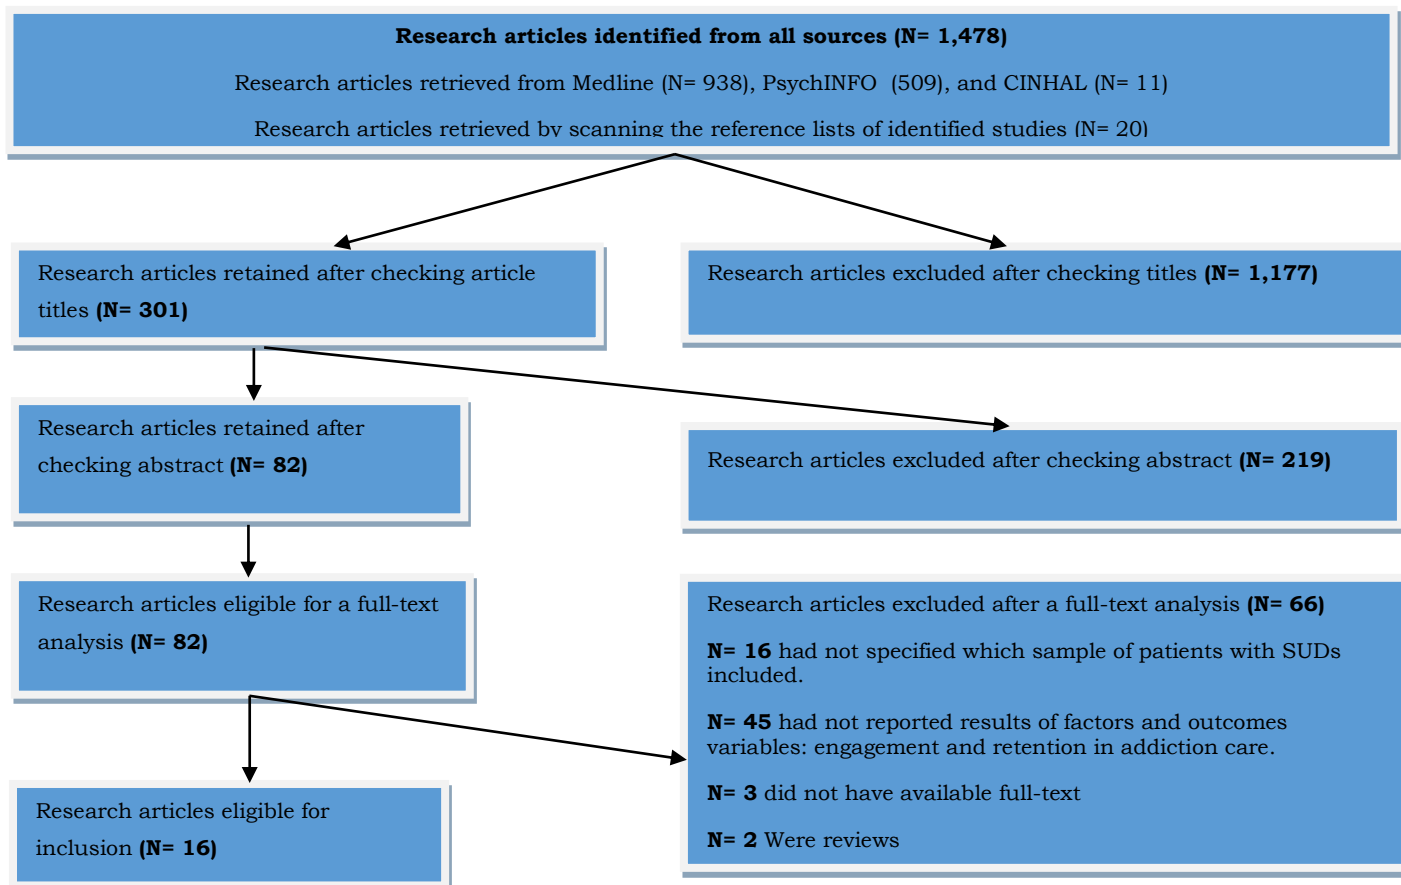 Research articles identified from all sources (N= 1,478)
Research articles retrieved from Medline (N= 938), PsychINFO (509), and CINHAL (N= 11)
Research articles retrieved by scanning the reference lists of identified studies (N= 20)
Research articles retained after checking article
titles (N= 301)
Research articles excluded after checking titles (N= 1,177)
Research articles retained after
checking abstract (N= 82)
Research articles excluded after checking abstract (N= 219)
Research articles eligible for a full-text
analysis (N= 82)
Research articles excluded after a full-text analysis (N= 66)
N= 16 had not specified which sample of patients with SUDs
included.
N= 45 had not reported results of factors and outcomes
variables: engagement and retention in addiction care.
N= 3 did not have available full-text
N= 2 Were reviews
Research articles eligible for
inclusion (N= 16)